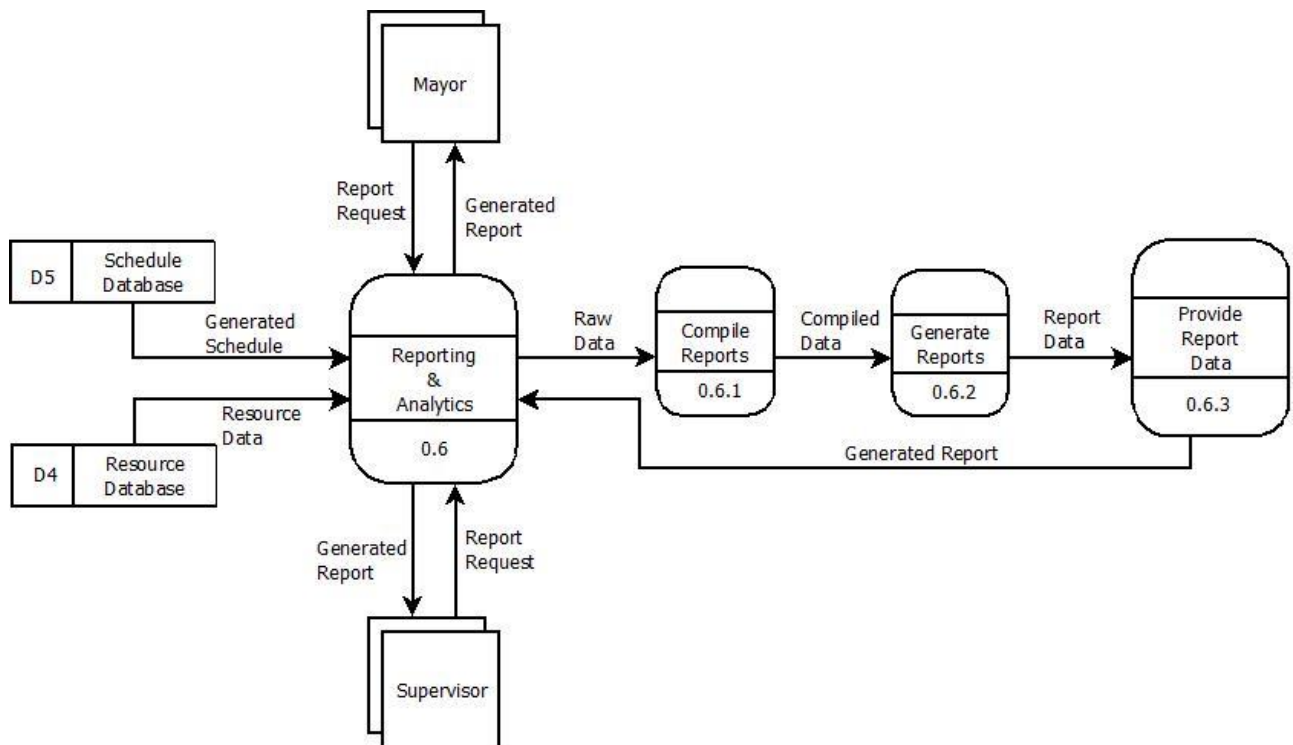 Mayor
Report
Request
Generated
Report
D5
Schedule
Database
Generated
Schedule
Reporting
&
Analytics
0.6
Raw
Data
Compile
Reports
0.6.1
Compiled
Data
Generate
Reports
0.6.2
Report
Data
Provide
Report
Data
0.6.3
Resource
Data
D4
Resource
Database
Generated Report
Generated
Report
Report
Request
Supervisor